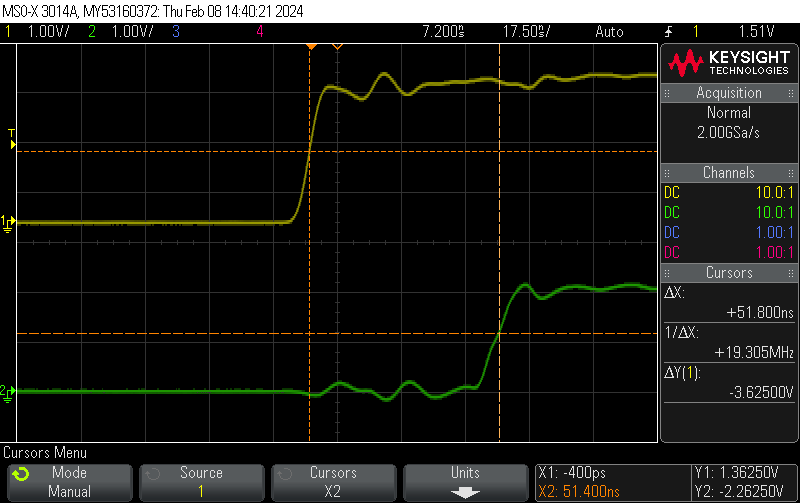 MSO-X 3014A, MY53160372: Thu Feb 08 14:40:21 2024
1 1.00V/ 2 1.00V/ 3 4 7.200s 17.50s/ Auto 1 1.51V
KEYSIGHT
TECHNOLOGIES
Acquisition
Normal
2.00GSa/s
Channels
DC 10.0:1
DC 10.0:1
DC 1.00:1
DC 1.00:1
Cursors
ΔX:
+51.800ns
1/ΔX:
+19.305MHz
ΔY(1):
-3.62500V
T
1
2
Cursors Menu
Mode
Manual
Source
1
Cursors
X2
Units
X1: -400ps
X2: 51.400ns
Y1: 1.36250V
Y2: -2.26250V